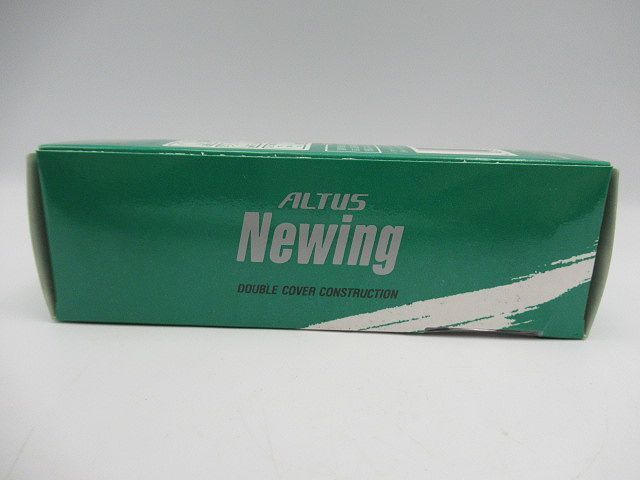 ALTUS
Newing
DOUBLE COVER CONSTRUCTION